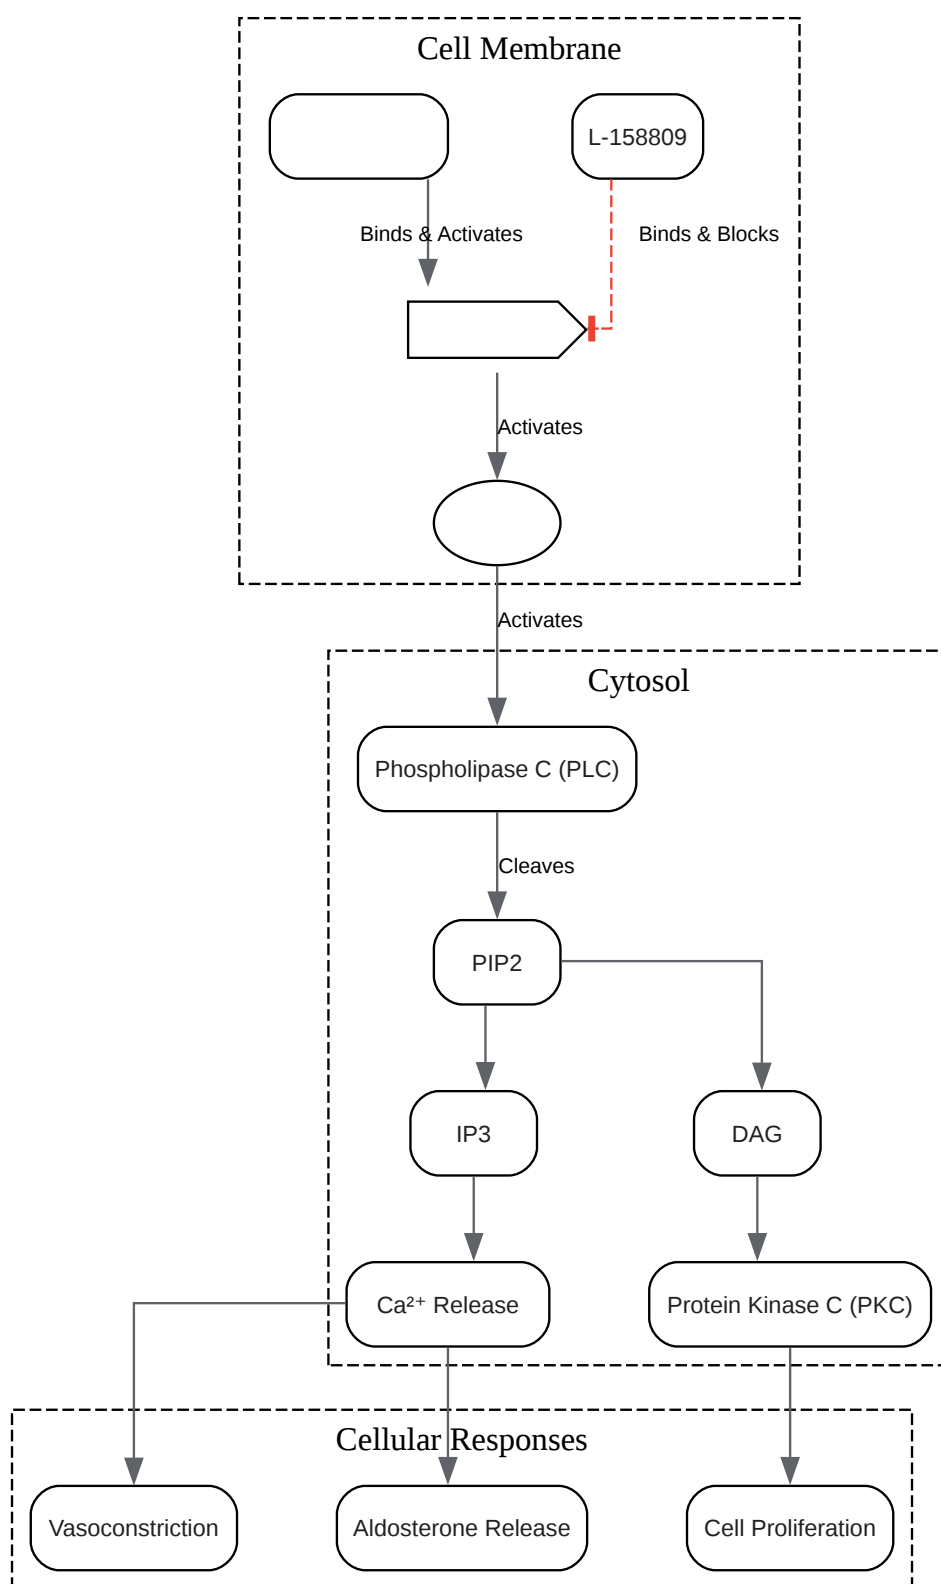 Cell Membrane
L-158809
Binds & Activates
Binds & Blocks
Activates
Activates
Cytosol
Phospholipase C (PLC)
Cleaves
PIP2
IP3
DAG
Ca²⁺ Release
Protein Kinase C (PKC)
Cellular Responses
Vasoconstriction
Aldosterone Release
Cell Proliferation